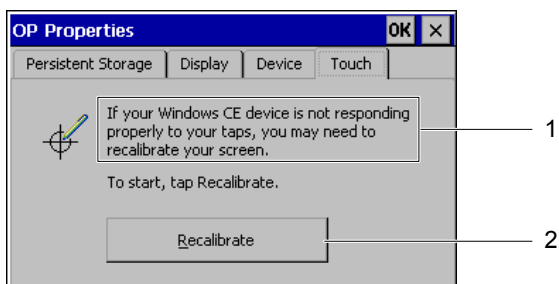 OP Properties OK ×
Persistent Storage Display Device Touch
If your Windows CE device is not responding
properly to your taps, you may need to
recalibrate your screen.
1
To start, tap Recalibrate.
Recalibrate
2